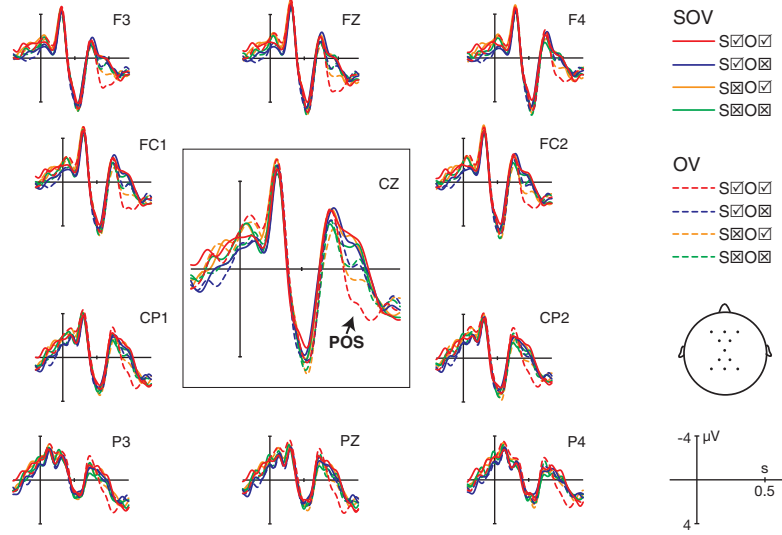 F3
FZ
F4
SOV
S☑O☑
S☑O☒
S☒O☑
S☒O☒
FC1
CZ
FC2
OV
S☑O☑
S☑O☒
S☒O☑
S☒O☒
CP1
POS
CP2
P3
PZ
P4
-4
µV
s
0.5
4